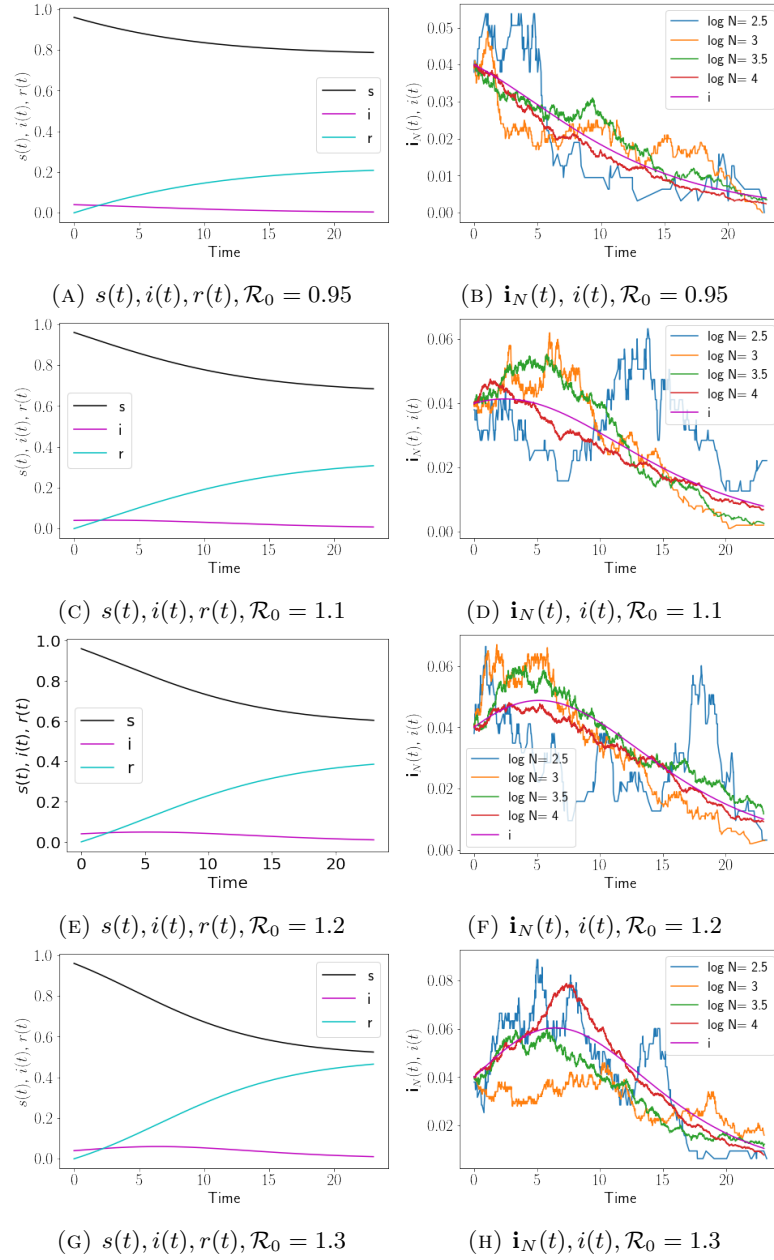 1.0
0.8
0.6
0.4
0.2
0.0
s(t), i(t), r(t)
s
i
r
0 5 10 15 20
Time
(A) s(t), i(t), r(t), ℛ₀ = 0.95
0.05
0.04
0.03
0.02
0.01
0.00
𝐢_N(t), i(t)
log N= 2.5
log N= 3
log N= 3.5
log N= 4
i
0 5 10 15 20
Time
(B) 𝐢_N(t), i(t), ℛ₀ = 0.95
1.0
0.8
0.6
0.4
0.2
0.0
s(t), i(t), r(t)
s
i
r
0 5 10 15 20
Time
(C) s(t), i(t), r(t), ℛ₀ = 1.1
0.06
0.04
0.02
0.00
𝐢_N(t), i(t)
log N= 2.5
log N= 3
log N= 3.5
log N= 4
i
0 5 10 15 20
Time
(D) 𝐢_N(t), i(t), ℛ₀ = 1.1
1.0
0.8
0.6
0.4
0.2
0.0
s(t), i(t), r(t)
s
i
r
0 5 10 15 20
Time
(E) s(t), i(t), r(t), ℛ₀ = 1.2
0.06
0.04
0.02
0.00
𝐢_N(t), i(t)
log N= 2.5
log N= 3
log N= 3.5
log N= 4
i
0 5 10 15 20
Time
(F) 𝐢_N(t), i(t), ℛ₀ = 1.2
1.0
0.8
0.6
0.4
0.2
0.0
s(t), i(t), r(t)
s
i
r
0 5 10 15 20
Time
(G) s(t), i(t), r(t), ℛ₀ = 1.3
0.08
0.06
0.04
0.02
𝐢_N(t), i(t)
log N= 2.5
log N= 3
log N= 3.5
log N= 4
i
0 5 10 15 20
Time
(H) 𝐢_N(t), i(t), ℛ₀ = 1.3